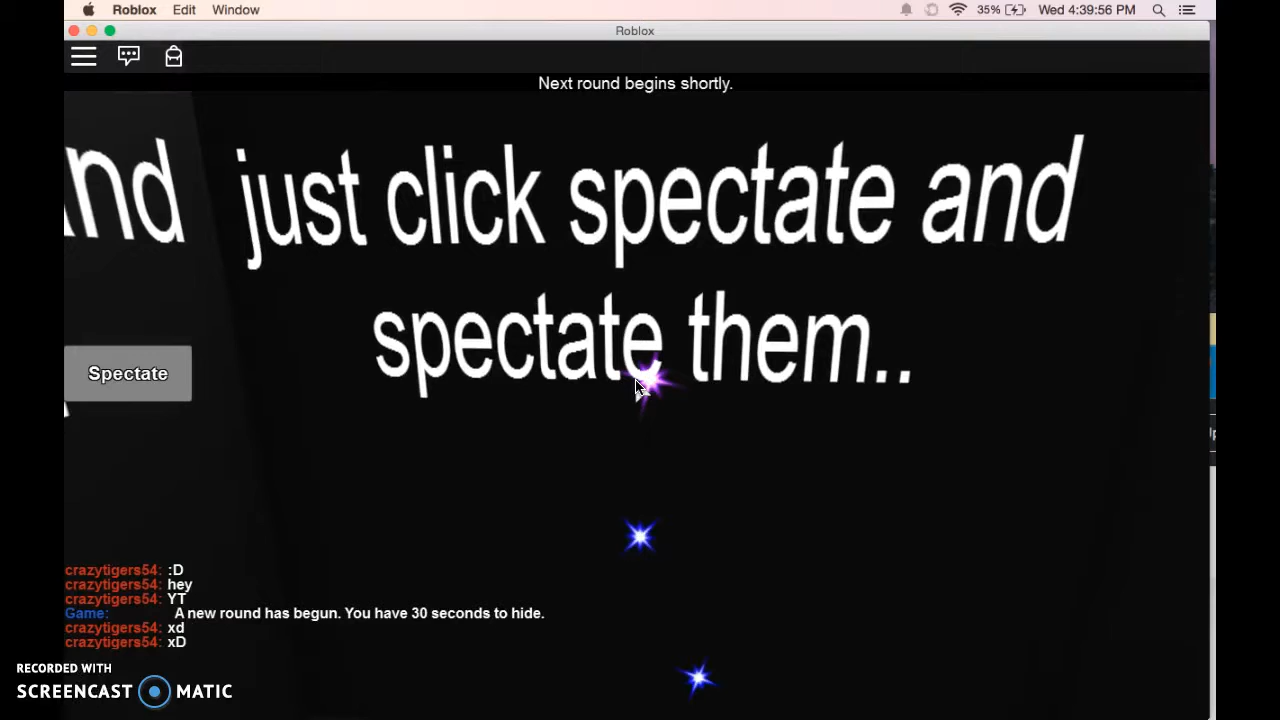 Roblox Edit Window 35% Wed 4:39:56 PM
Roblox
Next round begins shortly.
and just click spectate and
spectate them..
Spectate
crazytigers54: :D
crazytigers54: hey
crazytigers54: YT
Game: A new round has begun. You have 30 seconds to hide.
crazytigers54: xd
crazytigers54: xD
RECORDED WITH
SCREENCAST MATIC